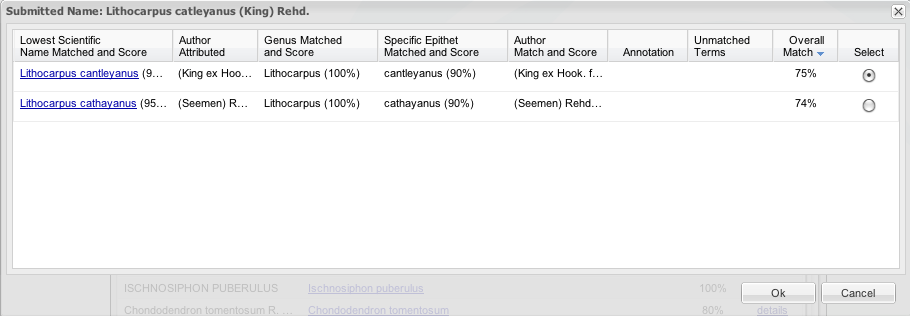 Submitted Name: Lithocarpus catleyanus (King) Rehd.
Lowest Scientific Name Matched and Score
Author Attributed
Genus Matched and Score
Specific Epithet Matched and Score
Author Match and Score
Annotation
Unmatched Terms
Overall Match
Select
Lithocarpus cantleyanus (9... (King ex Hoo... Lithocarpus (100%) cantleyanus (90%) (King ex Hook. f... 75%
Lithocarpus cathayanus (95... (Seemen) R... Lithocarpus (100%) cathayanus (90%) (Seemen) Rehd... 74%
ISCHNOSIPHON PUBERULUS Ischnosiphon puberulus 100%
Chondodendron tomentosum R. ... Chondodendron tomentosum 80% details
Ok Cancel